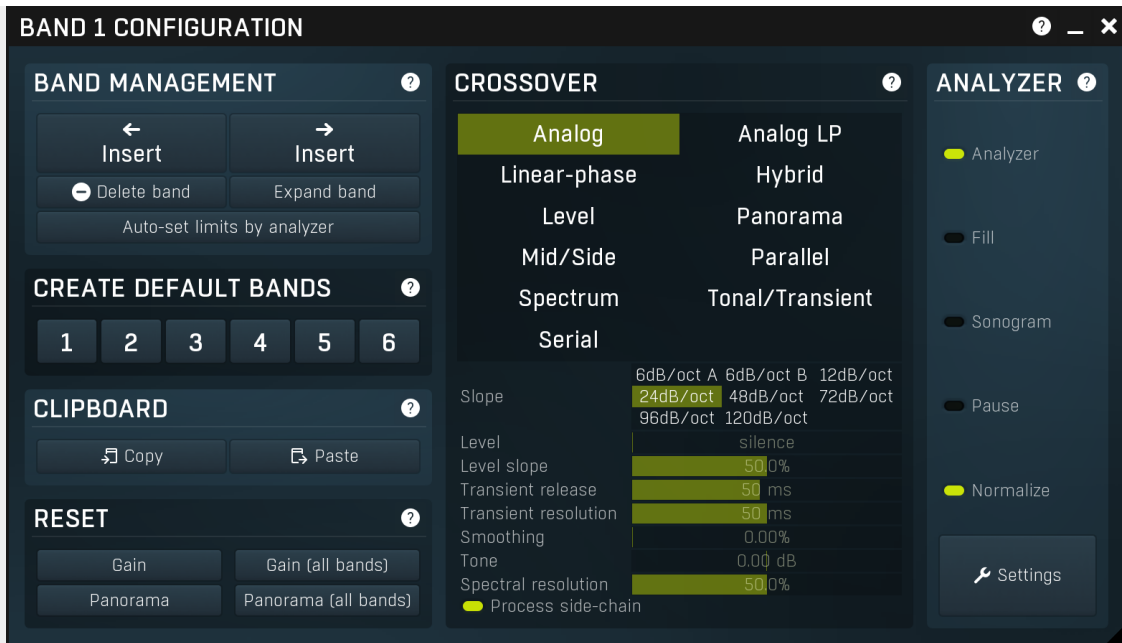 BAND 1 CONFIGURATION ?
BAND MANAGEMENT ?
Insert Insert
Delete band Expand band
Auto-set limits by analyzer
CREATE DEFAULT BANDS ?
1 2 3 4 5 6
CLIPBOARD ?
Copy Paste
RESET ?
Gain Gain (all bands)
Panorama Panorama (all bands)
CROSSOVER ?
Analog Analog LP
Linear-phase Hybrid
Level Panorama
Mid/Side Parallel
Spectrum Tonal/Transient
Serial
6dB/oct A 6dB/oct B 12dB/oct
Slope 24dB/oct 48dB/oct 72dB/oct
96dB/oct 120dB/oct
Level silence
Level slope 50.0%
Transient release 50 ms
Transient resolution 50 ms
Smoothing 0.00%
Tone 0.00 dB
Spectral resolution 50.0%
Process side-chain
ANALYZER ?
Analyzer
Fill
Sonogram
Pause
Normalize
Settings